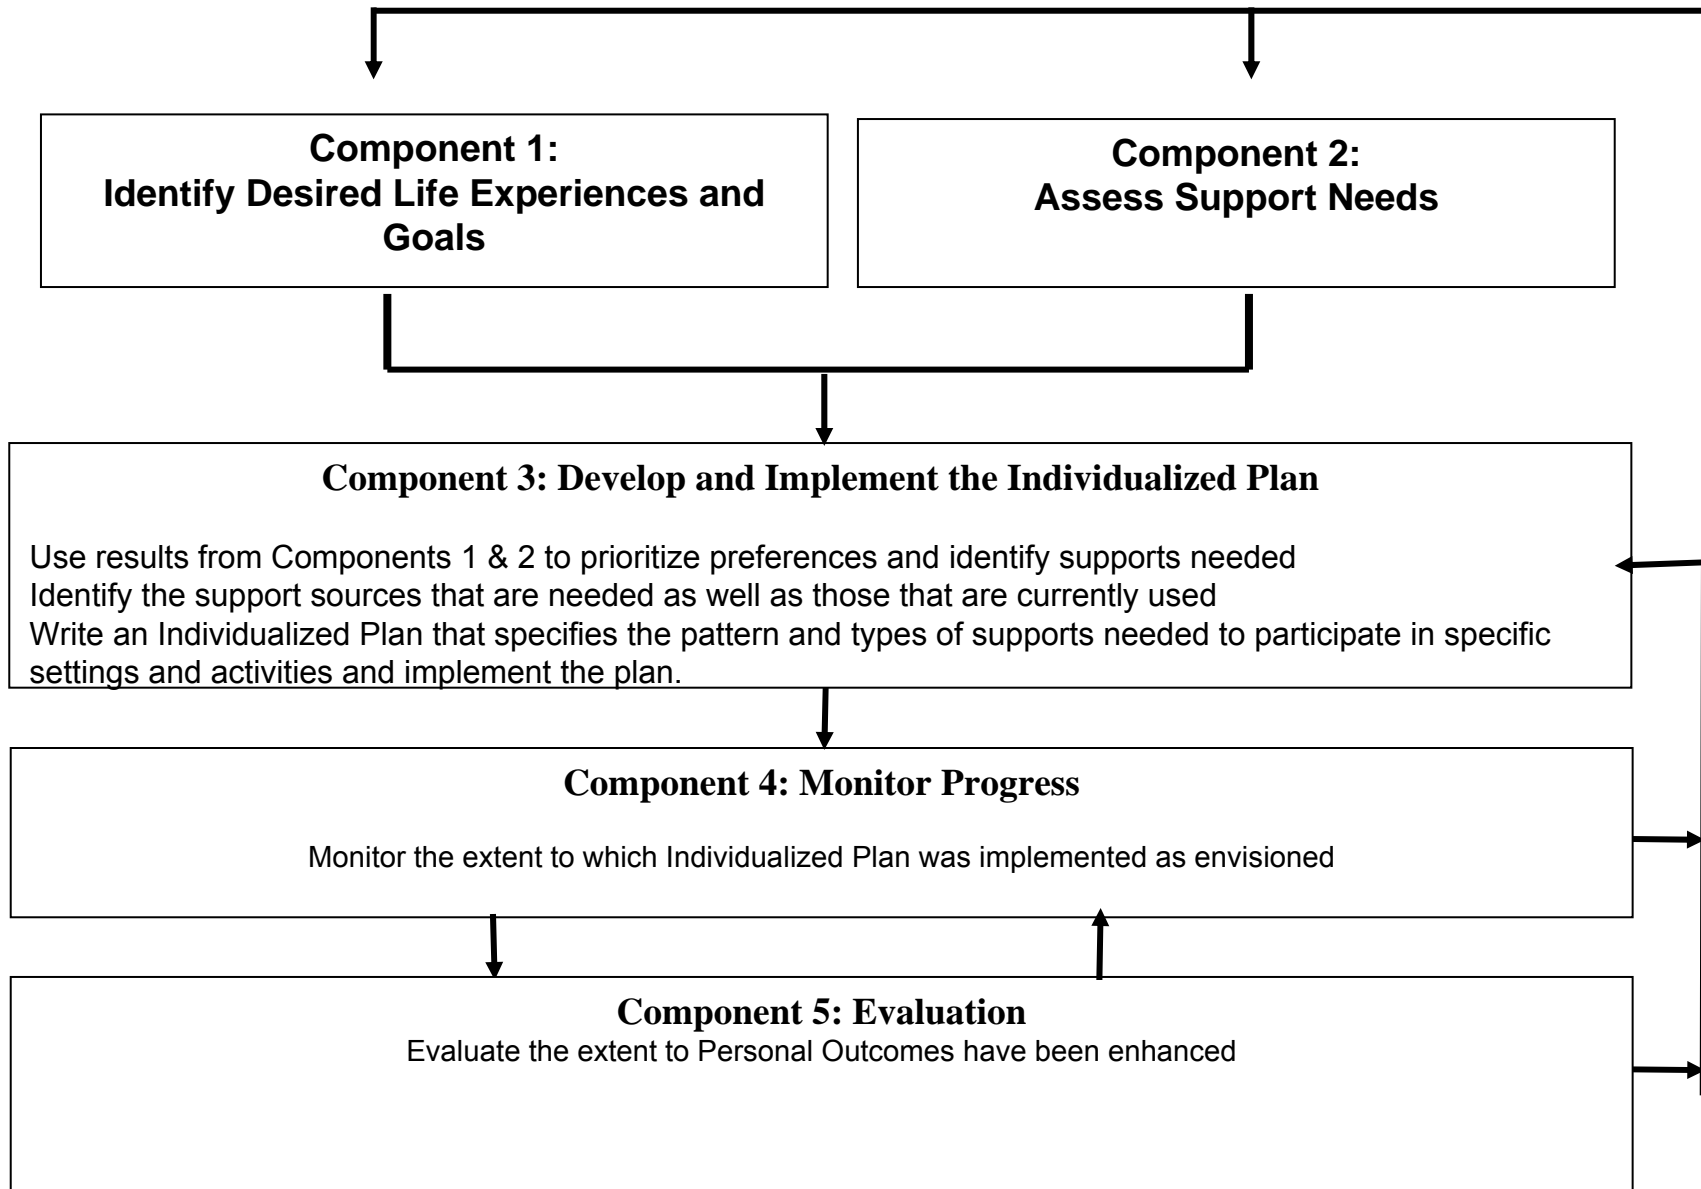 Component 1:
Identify Desired Life Experiences and
Goals
Component 2:
Assess Support Needs
Component 3: Develop and Implement the Individualized Plan
Use results from Components 1 & 2 to prioritize preferences and identify supports needed
Identify the support sources that are needed as well as those that are currently used
Write an Individualized Plan that specifies the pattern and types of supports needed to participate in specific
settings and activities and implement the plan.
Component 4: Monitor Progress
Monitor the extent to which Individualized Plan was implemented as envisioned
Component 5: Evaluation
Evaluate the extent to Personal Outcomes have been enhanced